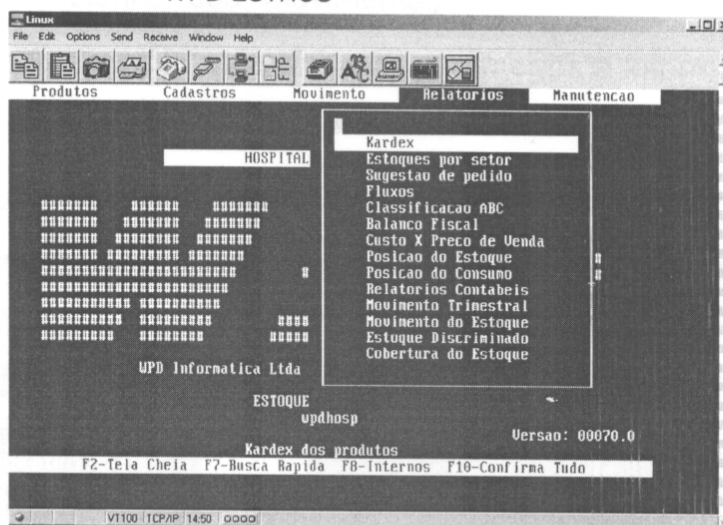 Linux
File Edit Options Send Receive Window Help
Produtos Cadastros Movimento Relatorios Manutencao
HOSPITAL
Kardex
Estoques por setor
Sugestao de pedido
Fluxos
Classificacao ABC
Balanco Fiscal
Custo X Preco de Venda
Posicao do Estoque
Posicao do Consumo
Relatorios Contabeis
Movimento Trimestral
Movimento do Estoque
Estoque Discriminado
Cobertura do Estoque
WPD Informatica Ltda
ESTOQUE
wpdhosp
Versao: 00070.0
Kardex dos produtos
F2-Tela Cheia F7-Busca Rapida F8-Internos F10-Confirma Tudo
VT100 TCP/IP 14:50